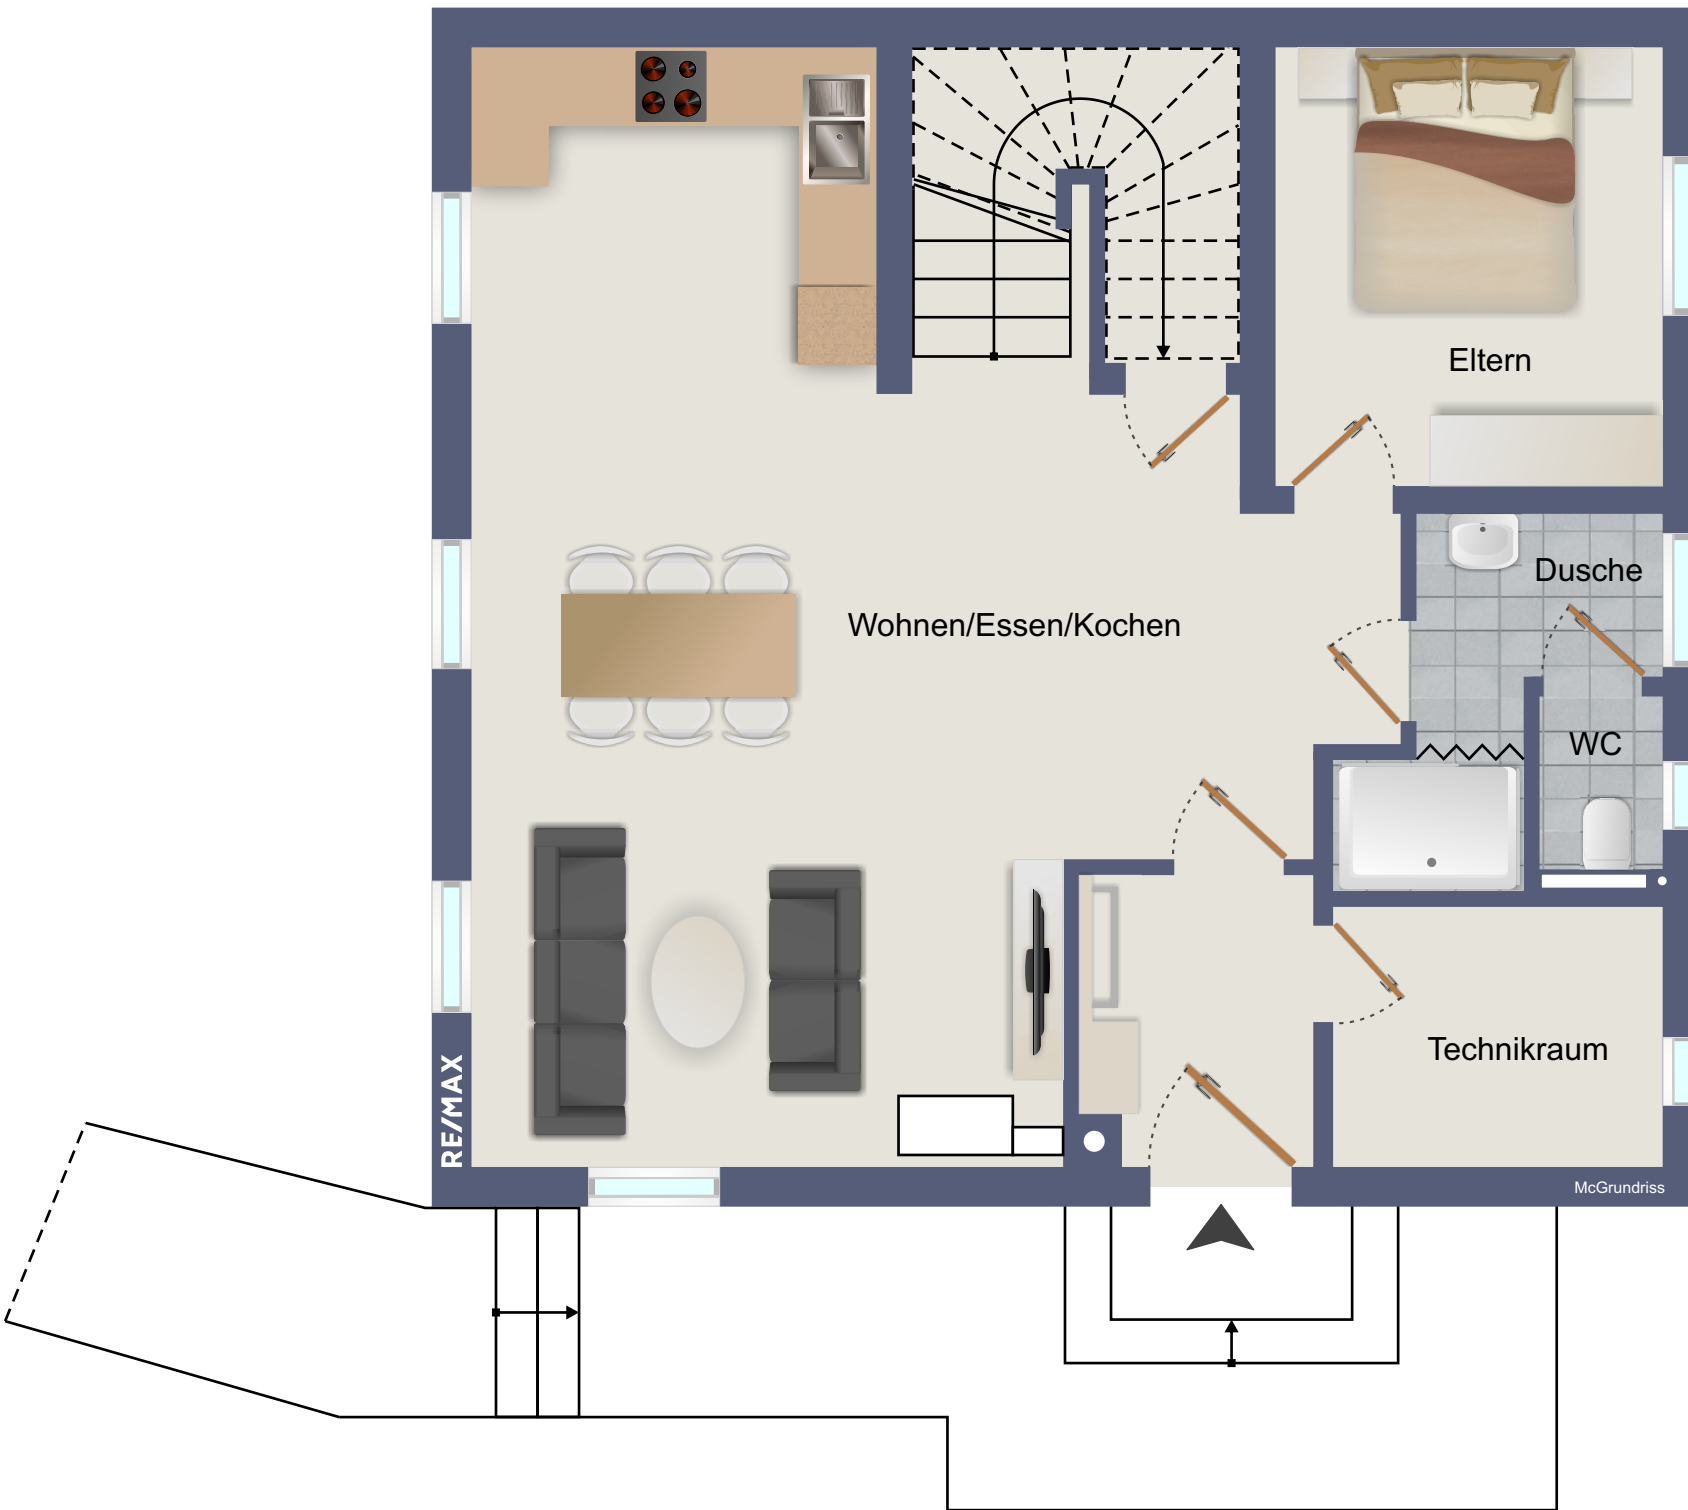 Eltern
Dusche
Wohnen/Essen/Kochen
WC
Technikraum
RE/MAX
McGrundriss